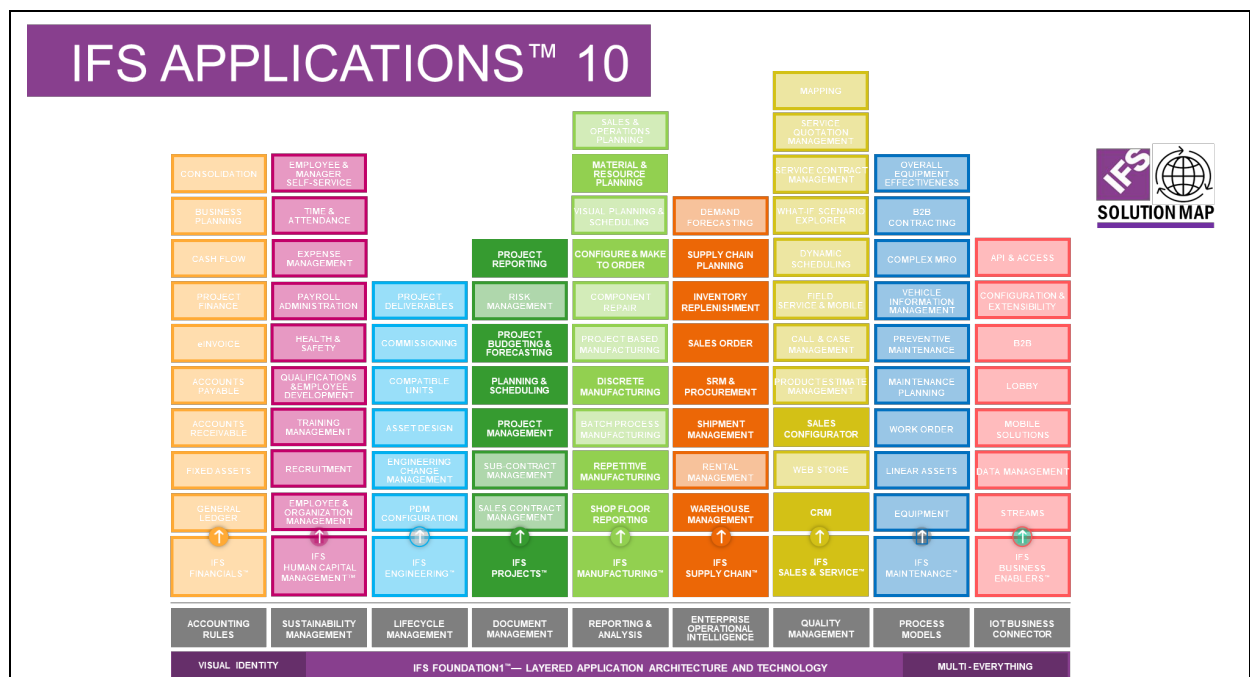 IFS APPLICATIONS™ 10
IFS
SOLUTION MAP
CONSOLIDATION
BUSINESS
PLANNING
CASH FLOW
PROJECT
FINANCE
eINVOICE
ACCOUNTS
PAYABLE
ACCOUNTS
RECEIVABLE
FIXED ASSETS
GENERAL
LEDGER
IFS
FINANCIALS™
EMPLOYEE &
MANAGER
SELF-SERVICE
TIME &
ATTENDANCE
EXPENSE
MANAGEMENT
PAYROLL
ADMINISTRATION
HEALTH &
SAFETY
QUALIFICATIONS
&EMPLOYEE
DEVELOPMENT
TRAINING
MANAGEMENT
RECRUITMENT
EMPLOYEE &
ORGANIZATION
MANAGEMENT
IFS
HUMAN CAPITAL
MANAGEMENT™
PROJECT
DELIVERABLES
COMMISSIONING
COMPATIBLE
UNITS
ASSET DESIGN
ENGINEERING
CHANGE
MANAGEMENT
PDM
CONFIGURATION
IFS
ENGINEERING™
PROJECT
REPORTING
RISK
MANAGEMENT
PROJECT
BUDGETING &
FORECASTING
PLANNING &
SCHEDULING
PROJECT
MANAGEMENT
SUB-CONTRACT
MANAGEMENT
SALES CONTRACT
MANAGEMENT
IFS
PROJECTS™
SALES &
OPERATIONS
PLANNING
MATERIAL &
RESOURCE
PLANNING
VISUAL PLANNING &
SCHEDULING
CONFIGURE & MAKE
TO ORDER
COMPONENT
REPAIR
PROJECT BASED
MANUFACTURING
DISCRETE
MANUFACTURING
BATCH PROCESS
MANUFACTURING
REPETITIVE
MANUFACTURING
SHOP FLOOR
REPORTING
IFS
MANUFACTURING™
DEMAND
FORECASTING
SUPPLY CHAIN
PLANNING
INVENTORY
REPLENISHMENT
SALES ORDER
SRM &
PROCUREMENT
SHIPMENT
MANAGEMENT
RENTAL
MANAGEMENT
WAREHOUSE
MANAGEMENT
IFS
SUPPLY CHAIN™
MAPPING
SERVICE
QUOTATION
MANAGEMENT
SERVICE CONTRACT
MANAGEMENT
WHAT-IF SCENARIO
EXPLORER
DYNAMIC
SCHEDULING
FIELD
SERVICE & MOBILE
CALL & CASE
MANAGEMENT
PRODUCT ESTIMATE
MANAGEMENT
SALES
CONFIGURATOR
WEB STORE
CRM
IFS
SALES & SERVICE™
OVERALL
EQUIPMENT
EFFECTIVENESS
B2B
CONTRACTING
COMPLEX MRO
VEHICLE
INFORMATION
MANAGEMENT
PREVENTIVE
MAINTENANCE
MAINTENANCE
PLANNING
WORK ORDER
LINEAR ASSETS
EQUIPMENT
IFS
MAINTENANCE™
API & ACCESS
CONFIGURATION &
EXTENSIBILITY
B2B
LOBBY
MOBILE
SOLUTIONS
DATA MANAGEMENT
STREAMS
IFS
BUSINESS
ENABLERS™
ACCOUNTING
RULES
SUSTAINABILITY
MANAGEMENT
LIFECYCLE
MANAGEMENT
DOCUMENT
MANAGEMENT
REPORTING &
ANALYSIS
ENTERPRISE
OPERATIONAL
INTELLIGENCE
QUALITY
MANAGEMENT
PROCESS
MODELS
IOT BUSINESS
CONNECTOR
VISUAL IDENTITY
IFS FOUNDATION1™— LAYERED APPLICATION ARCHITECTURE AND TECHNOLOGY
MULTI-EVERYTHING